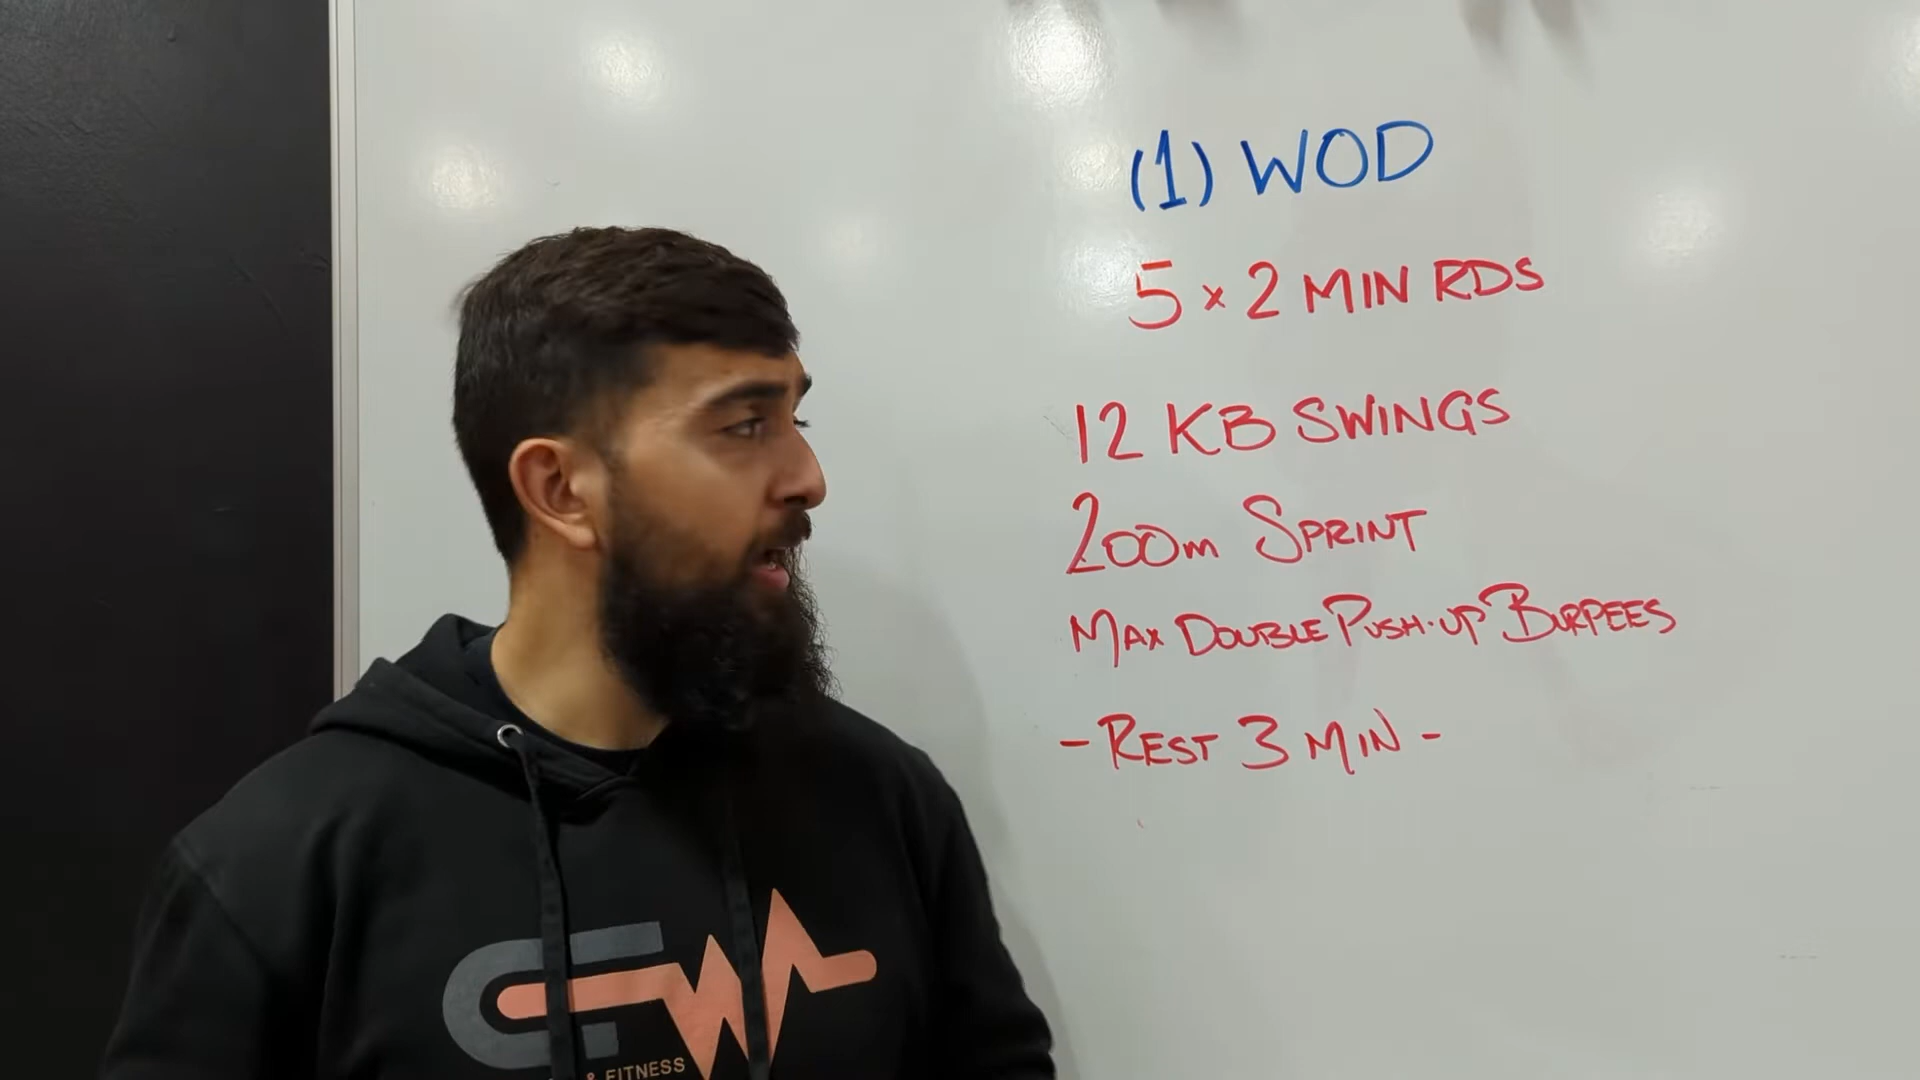 (1) WOD
5 × 2 MIN RDS
12 KB SWINGS
200m SPRINT
MAX DOUBLE PUSH-UP BURPEES
- REST 3 MIN -
& FITNESS